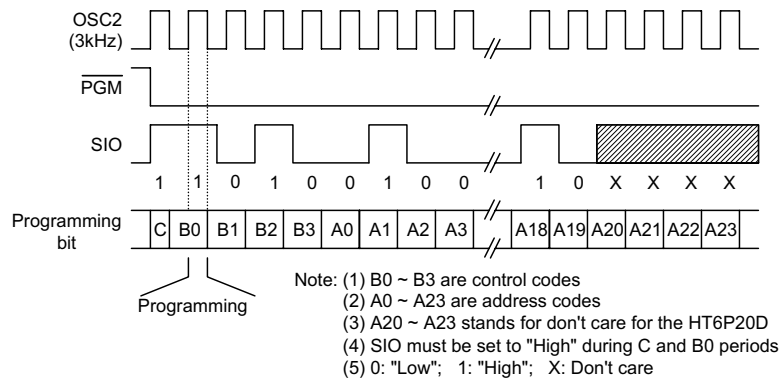 OSC2
(3kHz)
PGM
SIO
1 1 0 1 0 0 1 0 0 1 0 X X X X
Programming
bit
C B0 B1 B2 B3 A0 A1 A2 A3 A18 A19 A20 A21 A22 A23
Programming
Note: (1) B0 ~ B3 are control codes
(2) A0 ~ A23 are address codes
(3) A20 ~ A23 stands for don't care for the HT6P20D
(4) SIO must be set to "High" during C and B0 periods
(5) 0: "Low"; 1: "High"; X: Don't care